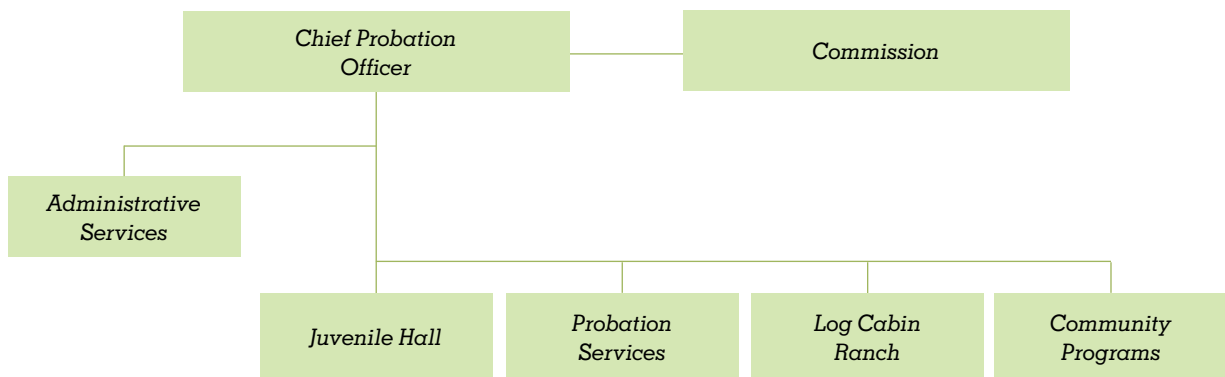 Chief Probation
Officer
Commission
Administrative
Services
Juvenile Hall
Probation
Services
Log Cabin
Ranch
Community
Programs